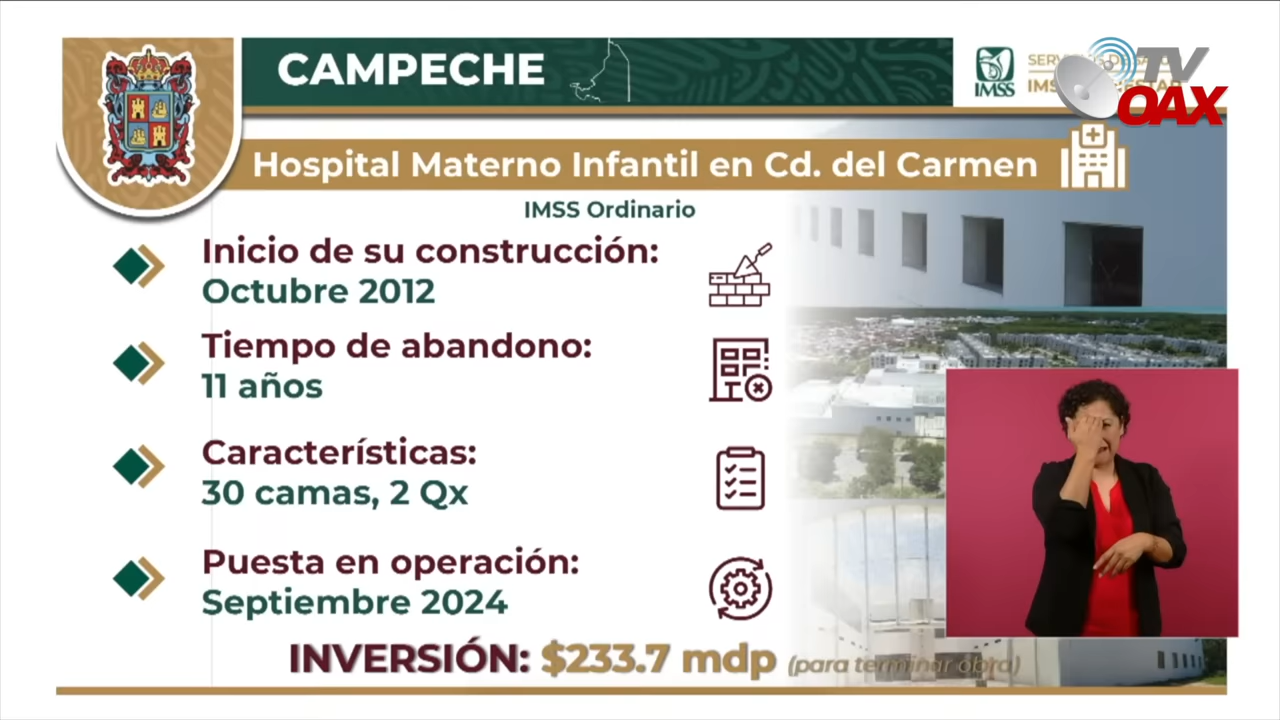 CAMPECHE
IMSS
TV
OAX
Hospital Materno Infantil en Cd. del Carmen
IMSS Ordinario
Inicio de su construcción:
Octubre 2012
Tiempo de abandono:
11 años
Características:
30 camas, 2 Qx
Puesta en operación:
Septiembre 2024
INVERSIÓN: $233.7 mdp (para terminar obra)